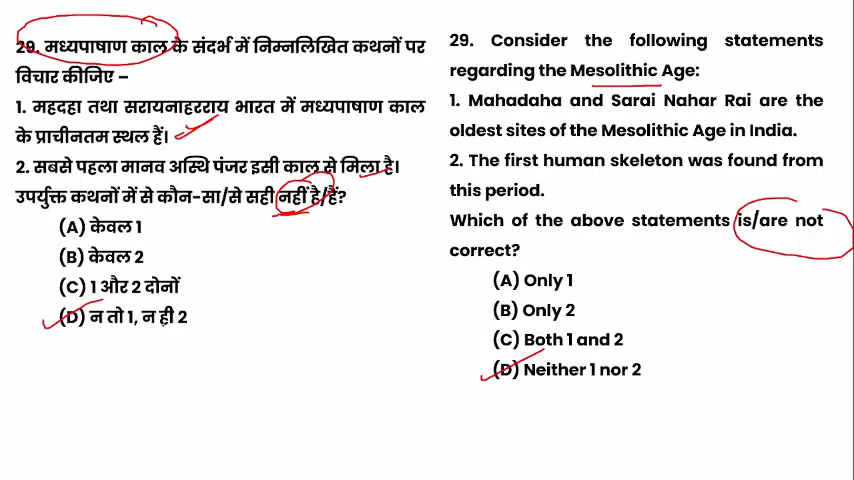 29. मध्यपाषाण काल के संदर्भ में निम्नलिखित कथनों पर
विचार कीजिए –
1. महदहा तथा सरायनाहरराय भारत में मध्यपाषाण काल
के प्राचीनतम स्थल हैं।
2. सबसे पहला मानव अस्थि पंजर इसी काल से मिला है।
उपर्युक्त कथनों में से कौन-सा/से सही नहीं है/हैं?
(A) केवल 1
(B) केवल 2
(C) 1 और 2 दोनों
(D) न तो 1, न ही 2
29. Consider the following statements
regarding the Mesolithic Age:
1. Mahadaha and Sarai Nahar Rai are the
oldest sites of the Mesolithic Age in India.
2. The first human skeleton was found from
this period.
Which of the above statements is/are not
correct?
(A) Only 1
(B) Only 2
(C) Both 1 and 2
(D) Neither 1 nor 2